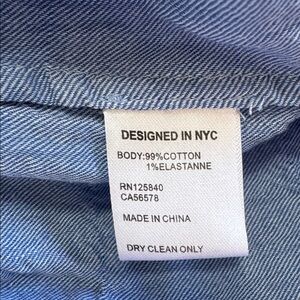 DESIGNED IN NYC
BODY:99%COTTON
1%ELASTANNE
RN125840
CA56578
MADE IN CHINA
DRY CLEAN ONLY